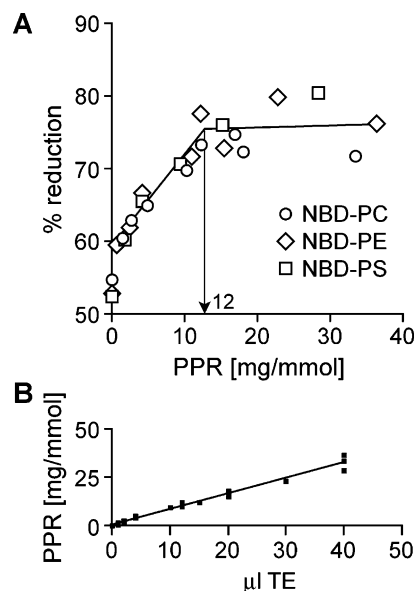 A
90
80
70
60
50
% reduction
NBD-PC
NBD-PE
NBD-PS
12
0 10 20 30 40
PPR [mg/mmol]
B
50
25
0
PPR [mg/mmol]
0 10 20 30 40 50
µl TE